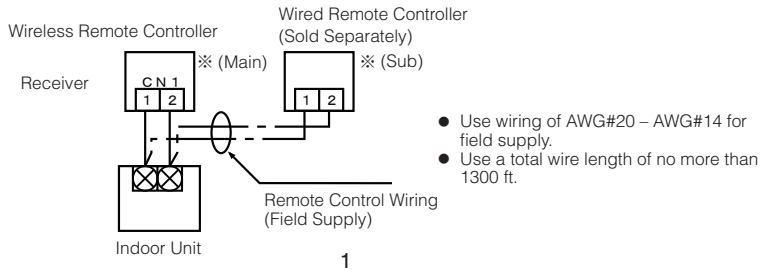 Wireless Remote Controller
Wired Remote Controller
(Sold Separately)
※ (Main)
※ (Sub)
Receiver
CN1
1 2
1 2
● Use wiring of AWG#20 – AWG#14 for
field supply.
● Use a total wire length of no more than
1300 ft.
Remote Control Wiring
(Field Supply)
Indoor Unit
1